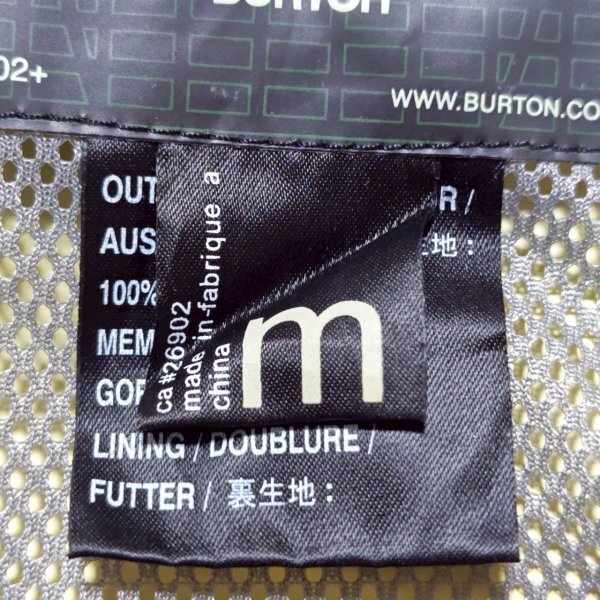 BURTON
02+
WWW.BURTON.CO
OUT
R /
AUS
生地：
100%
MEM
GOR
LINING / DOUBLURE /
FUTTER / 裏生地：
ca#26902
made in-fabrique a
china
m